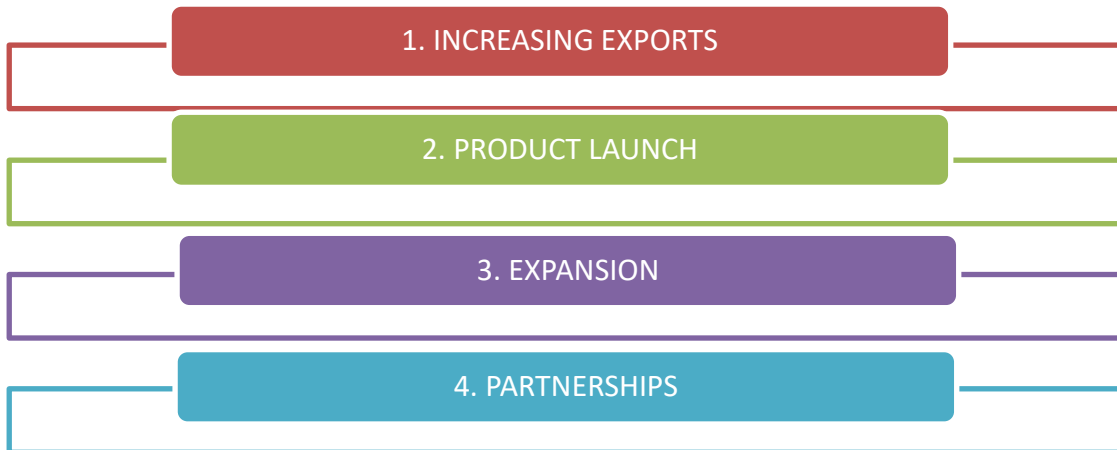 1. INCREASING EXPORTS
2. PRODUCT LAUNCH
3. EXPANSION
4. PARTNERSHIPS